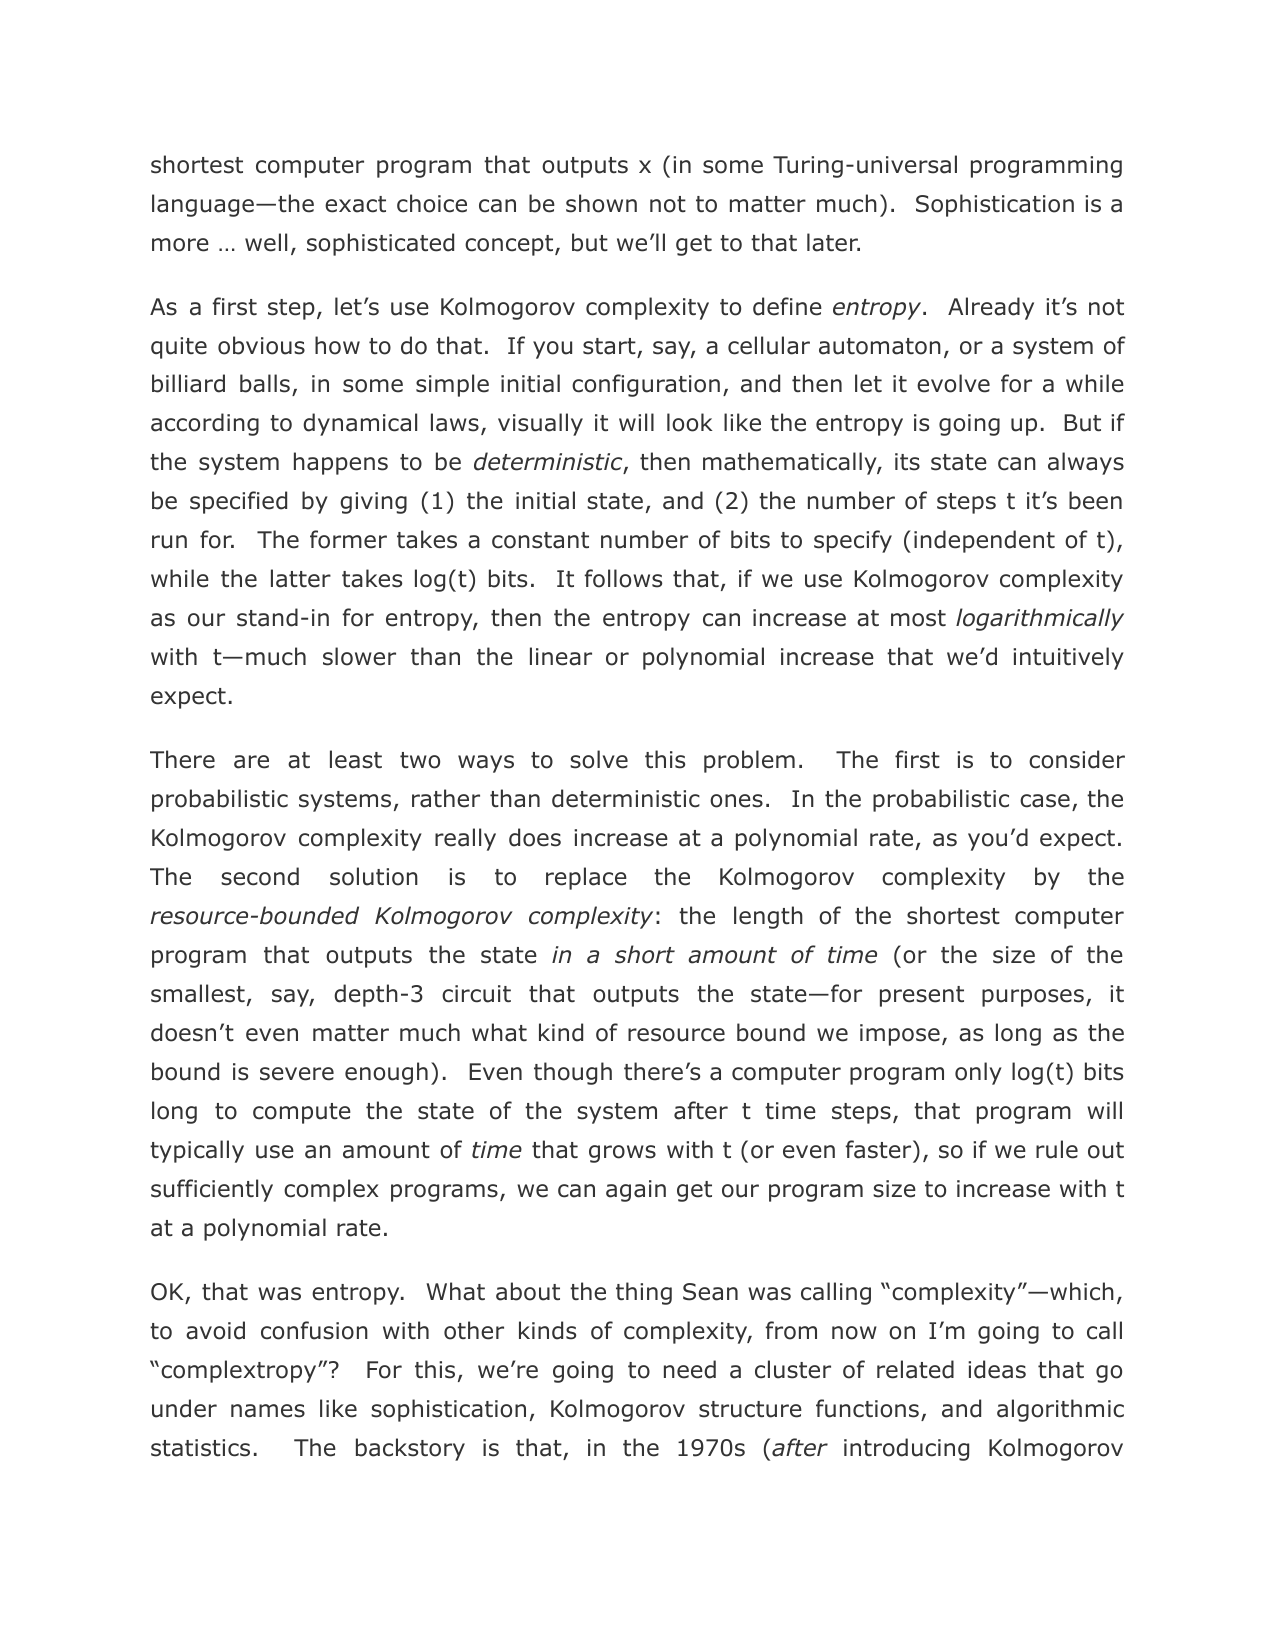 shortest computer program that outputs x (in some Turing-universal programming
language—the exact choice can be shown not to matter much).  Sophistication is a
more … well, sophisticated concept, but we’ll get to that later.
As a first step, let’s use Kolmogorov complexity to define entropy.  Already it’s not
quite obvious how to do that.  If you start, say, a cellular automaton, or a system of
billiard balls, in some simple initial configuration, and then let it evolve for a while
according to dynamical laws, visually it will look like the entropy is going up.  But if
the system happens to be deterministic, then mathematically, its state can always
be specified by giving (1) the initial state, and (2) the number of steps t it’s been
run for.  The former takes a constant number of bits to specify (independent of t),
while the latter takes log(t) bits.  It follows that, if we use Kolmogorov complexity
as our stand-in for entropy, then the entropy can increase at most logarithmically
with t—much slower than the linear or polynomial increase that we’d intuitively
expect.
There are at least two ways to solve this problem.  The first is to consider
probabilistic systems, rather than deterministic ones.  In the probabilistic case, the
Kolmogorov complexity really does increase at a polynomial rate, as you’d expect.
The second solution is to replace the Kolmogorov complexity by the
resource-bounded Kolmogorov complexity: the length of the shortest computer
program that outputs the state in a short amount of time (or the size of the
smallest, say, depth-3 circuit that outputs the state—for present purposes, it
doesn’t even matter much what kind of resource bound we impose, as long as the
bound is severe enough).  Even though there’s a computer program only log(t) bits
long to compute the state of the system after t time steps, that program will
typically use an amount of time that grows with t (or even faster), so if we rule out
sufficiently complex programs, we can again get our program size to increase with t
at a polynomial rate.
OK, that was entropy.  What about the thing Sean was calling “complexity”—which,
to avoid confusion with other kinds of complexity, from now on I’m going to call
“complextropy”?  For this, we’re going to need a cluster of related ideas that go
under names like sophistication, Kolmogorov structure functions, and algorithmic
statistics.  The backstory is that, in the 1970s (after introducing Kolmogorov